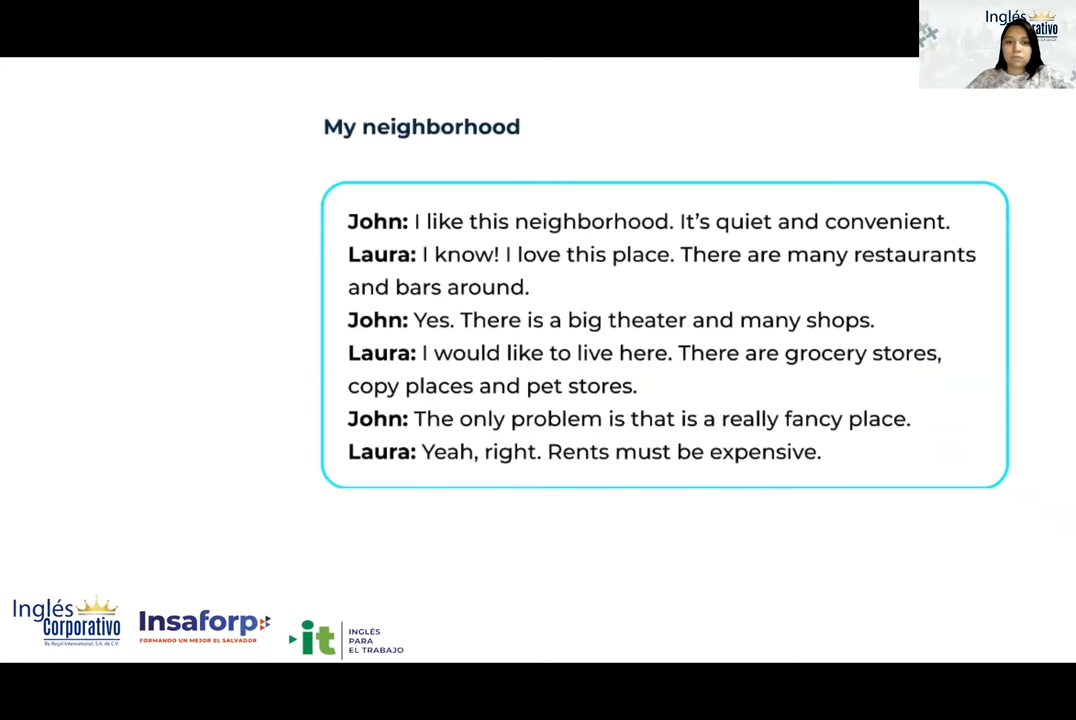 Inglés
rativo
My neighborhood
John: I like this neighborhood. It's quiet and convenient.
Laura: I know! I love this place. There are many restaurants
and bars around.
John: Yes. There is a big theater and many shops.
Laura: I would like to live here. There are grocery stores,
copy places and pet stores.
John: The only problem is that is a really fancy place.
Laura: Yeah, right. Rents must be expensive.
Inglés
Corporativo
By Regal International, S.A. de C.V.
Insaforp
FORMANDO UN MEJOR EL SALVADOR
it
INGLÉS
PARA
EL TRABAJO